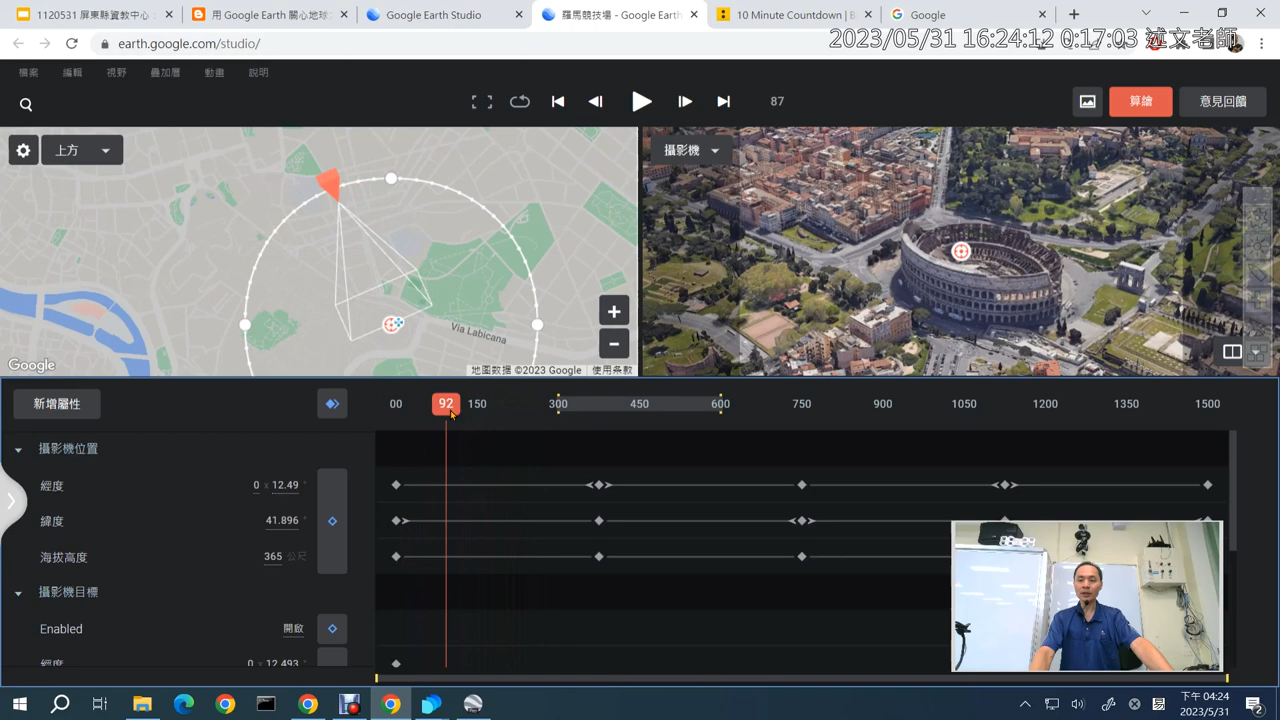 1120531 屏東縣資教中心：
用 Google Earth 關心地球
Google Earth Studio
羅馬競技場 - Google Earth
10 Minute Countdown | B
Google
earth.google.com/studio/
2023/05/31 16:24:12 0:17:03 述文老師
檔案 編輯 視野 疊加層 動畫 說明
87
算繪
意見回饋
上方
攝影機
Via Labicana
Google
地图数据 ©2023 Google 使用条款
新增屬性
00 92 150 300 450 600 750 900 1050 1200 1350 1500
攝影機位置
經度 0 x 12.49 °
緯度 41.896 °
海拔高度 365 公尺
攝影機目標
Enabled 開啟
經度 0 x 12.493 °
下午 04:24
2023/5/31
2